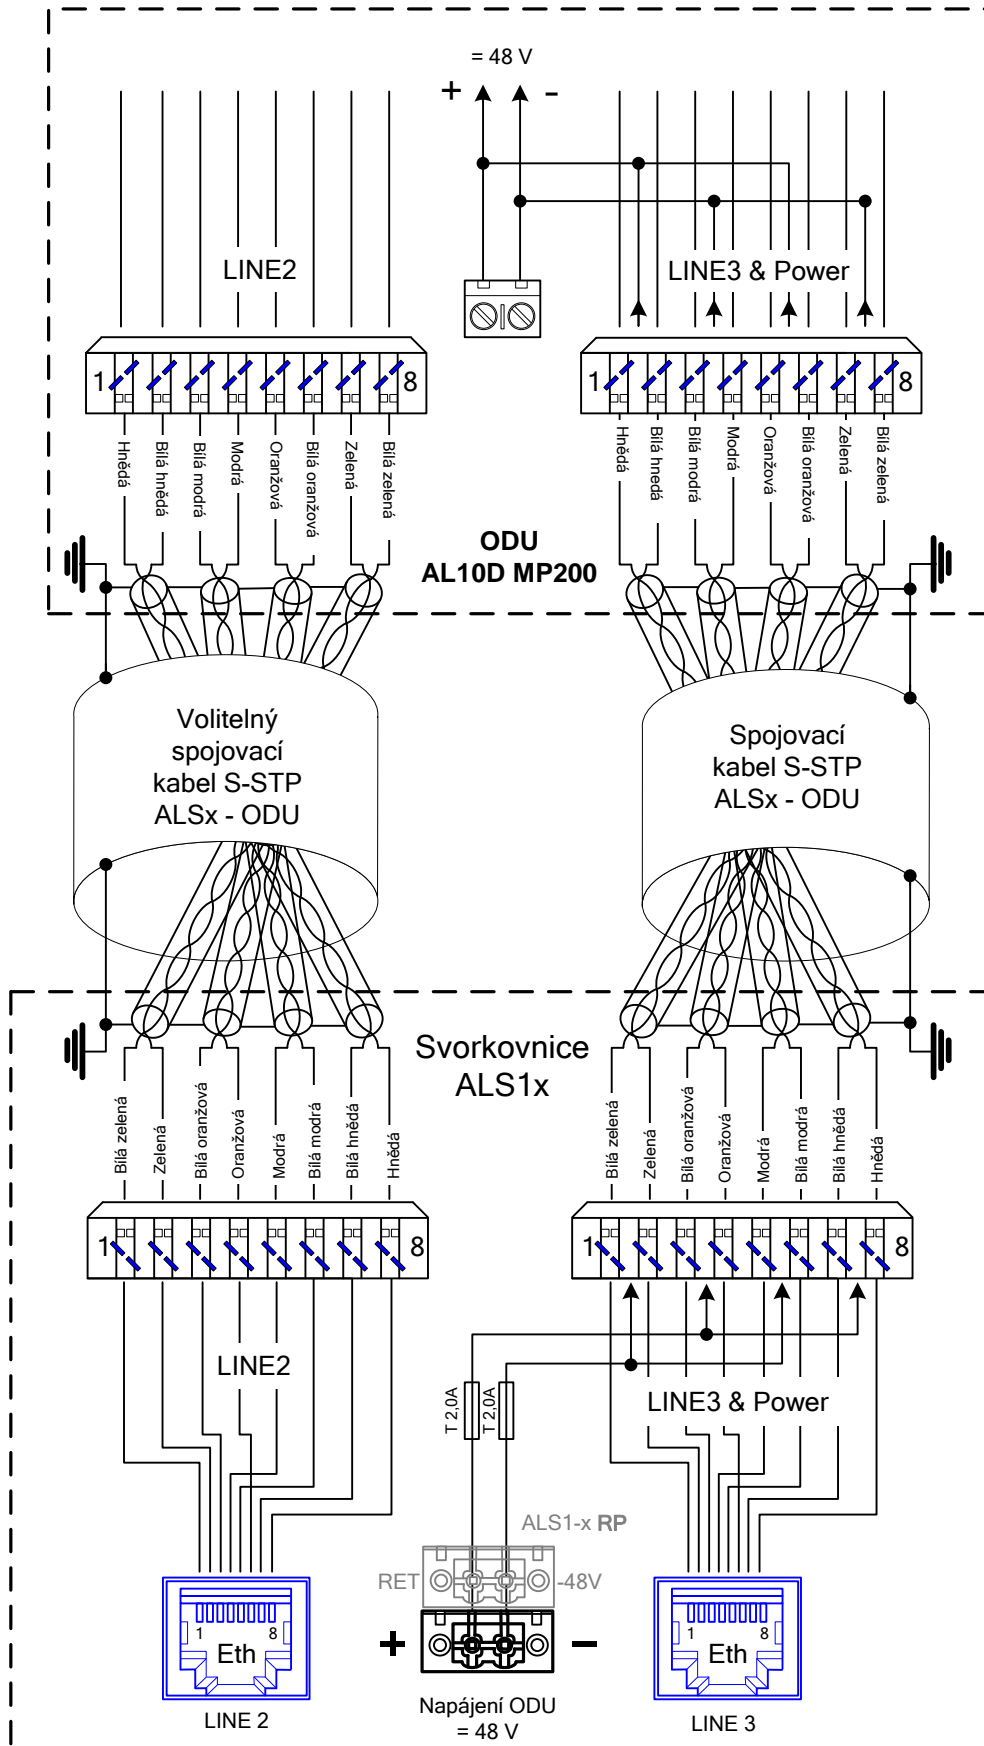 = 48 V
+ -
LINE2
LINE3 & Power
1 8
1 8
Hnědá
Bílá hnědá
Bílá modrá
Modrá
Oranžová
Bílá oranžová
Zelená
Bílá zelená
Hnědá
Bílá hnedá
Bílá modrá
Modrá
Oranžová
Bílá oranžová
Zelená
Bílá zelená
ODU
AL10D MP200
Volitelný
spojovací
kabel S-STP
ALSx - ODU
Spojovací
kabel S-STP
ALSx - ODU
Svorkovnice
ALS1x
Bílá zelená
Zelená
Bílá oranžová
Oranžová
Modrá
Bílá modrá
Bílá hnědá
Hnědá
Bílá zelená
Zelená
Bílá oranžová
Oranžová
Modrá
Bílá modrá
Bílá hnědá
Hnědá
1 8
1 8
LINE2
T 2,0A
T 2,0A
LINE3 & Power
ALS1-x RP
RET -48V
1 8
Eth
+ -
1 8
Eth
LINE 2
Napájení ODU
= 48 V
LINE 3